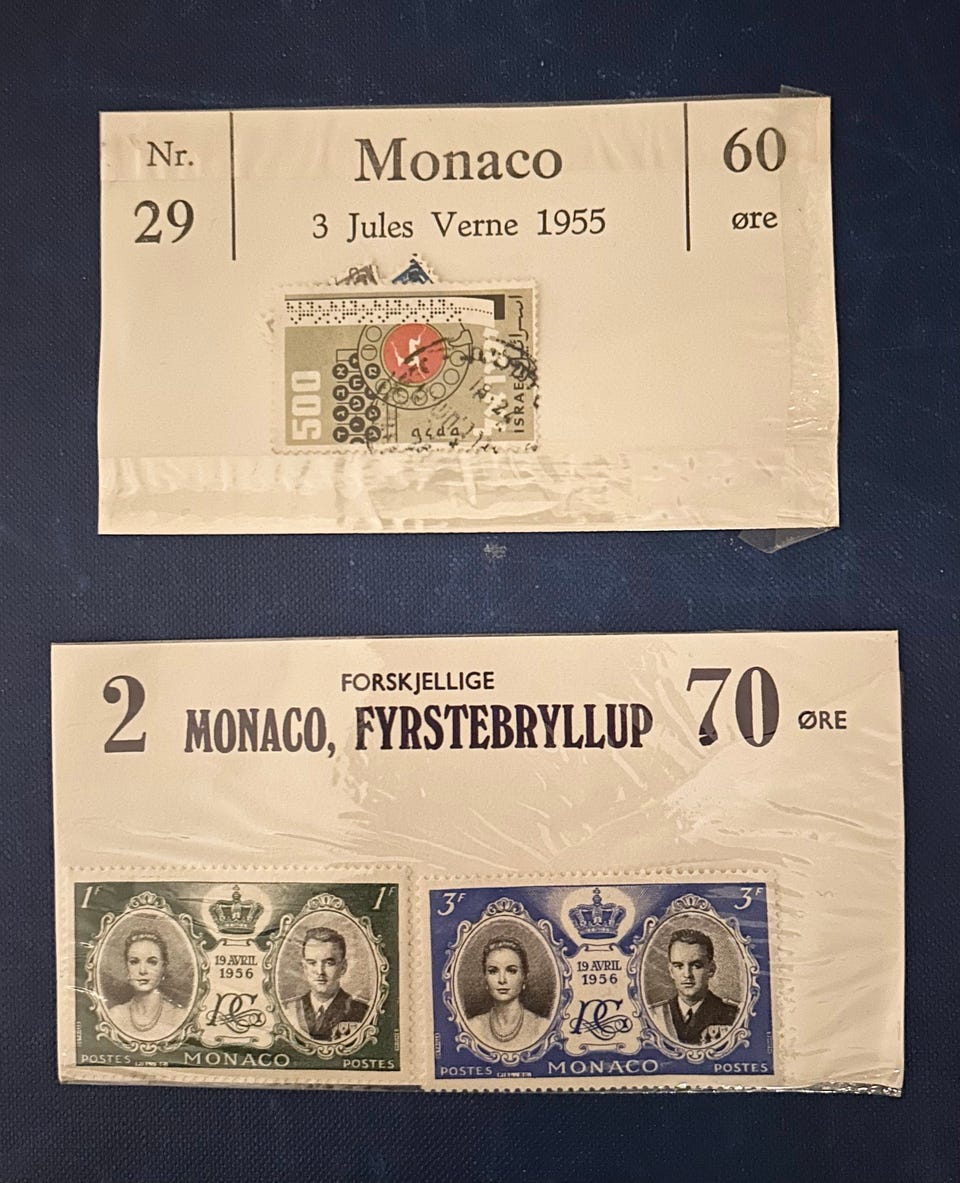 Nr.
29
Monaco
3 Jules Verne 1955
60
øre
500
ISRAEL
2
FORSKJELLIGE
MONACO, FYRSTEBRYLLUP
70 ØRE
1F
1F
19 AVRIL
1956
POSTES
MONACO
POSTES
3F
3F
19 AVRIL
1956
POSTES
MONACO
POSTES